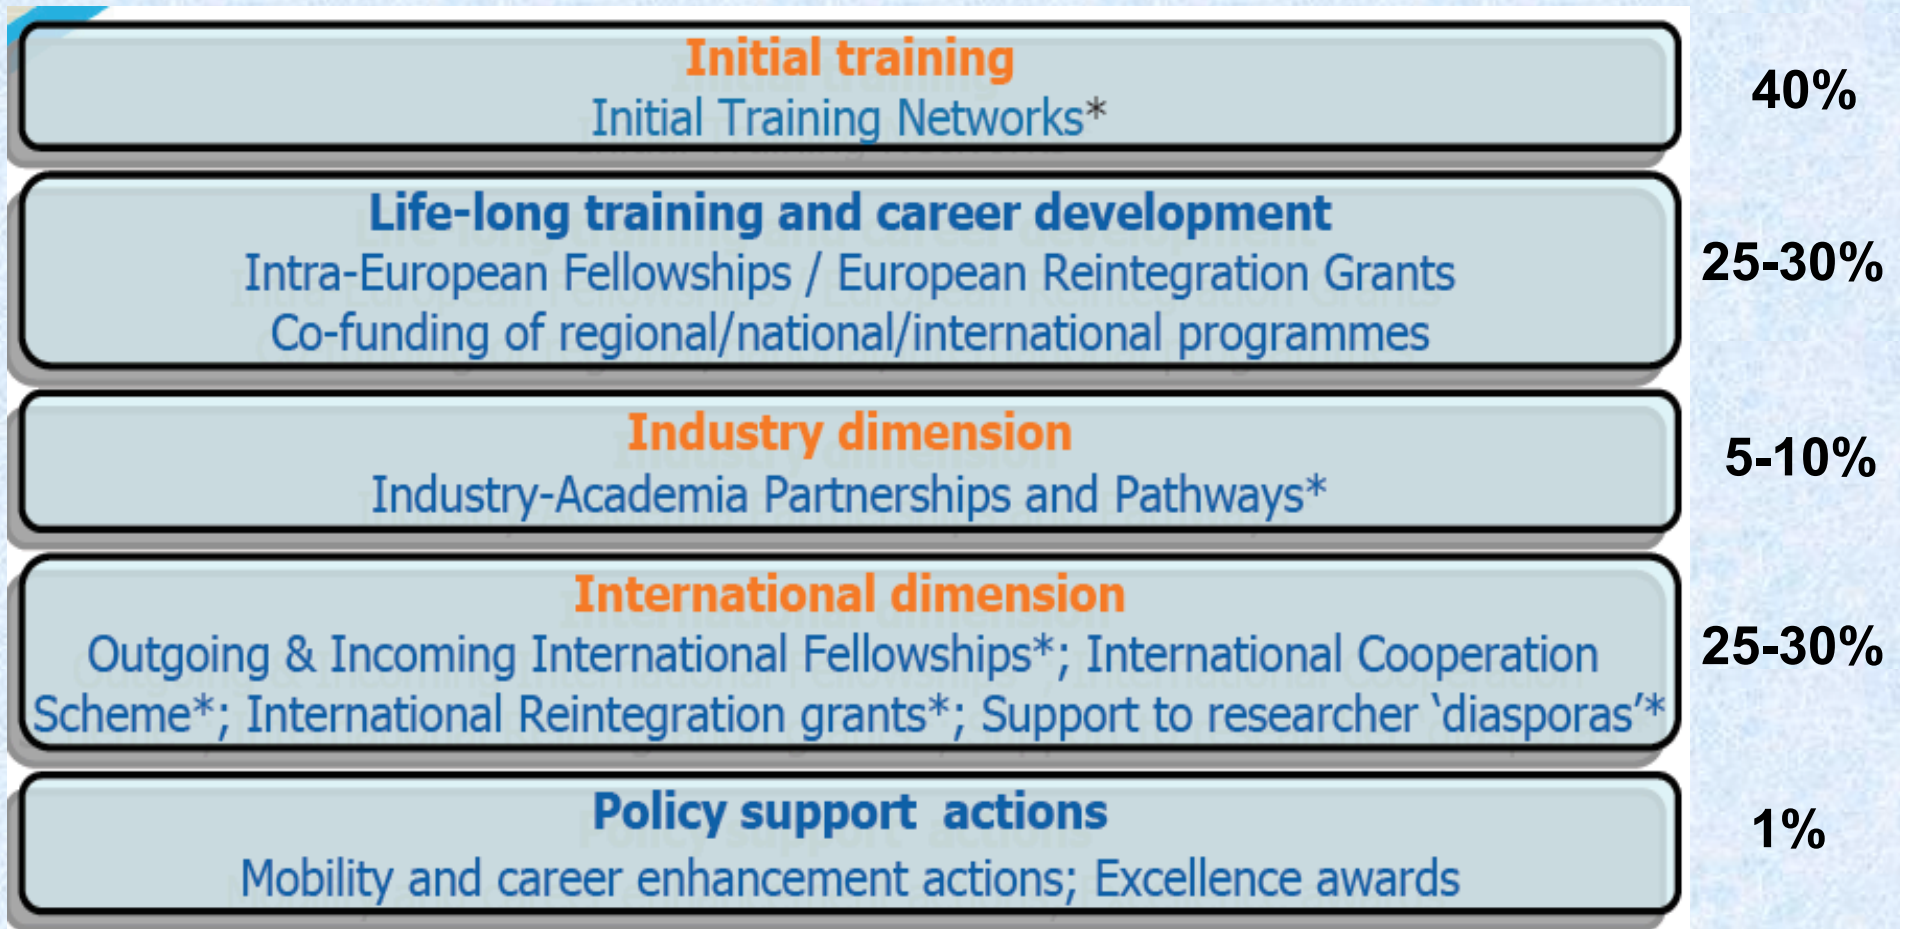 Initial training
Initial Training Networks*
40%
Life-long training and career development
Intra-European Fellowships / European Reintegration Grants
Co-funding of regional/national/international programmes
25-30%
Industry dimension
Industry-Academia Partnerships and Pathways*
5-10%
International dimension
Outgoing & Incoming International Fellowships*; International Cooperation
Scheme*; International Reintegration grants*; Support to researcher ‘diasporas’*
25-30%
Policy support actions
Mobility and career enhancement actions; Excellence awards
1%